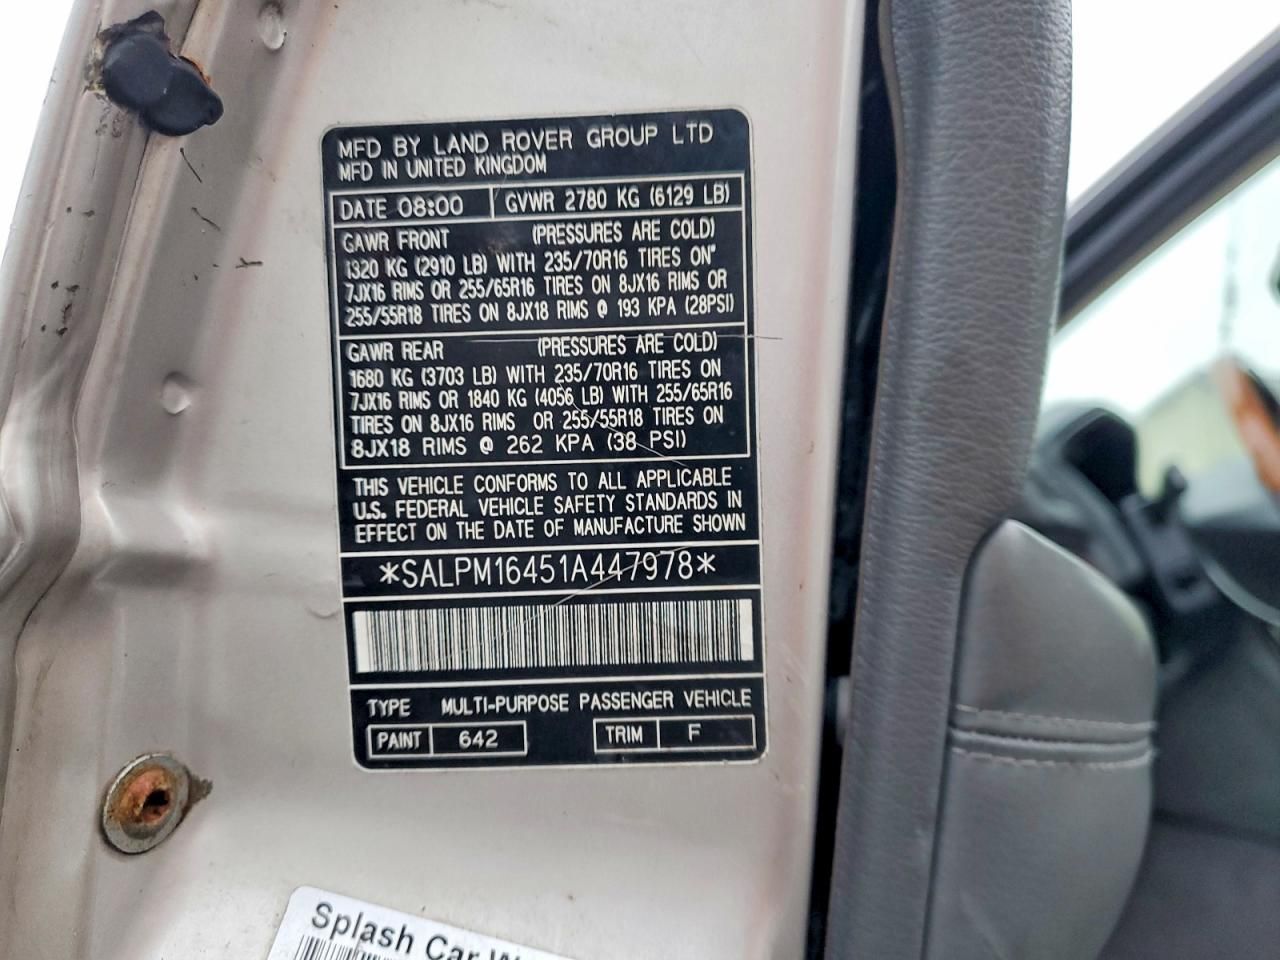 MFD BY LAND ROVER GROUP LTD
MFD IN UNITED KINGDOM
DATE 08:00 GVWR 2780 KG (6129 LB)
GAWR FRONT (PRESSURES ARE COLD)
1320 KG (2910 LB) WITH 235/70R16 TIRES ON"
7JX16 RIMS OR 255/65R16 TIRES ON 8JX16 RIMS OR
255/55R18 TIRES ON 8JX18 RIMS @ 193 KPA (28PSI)
GAWR REAR (PRESSURES ARE COLD)
1680 KG (3703 LB) WITH 235/70R16 TIRES ON
7JX16 RIMS OR 1840 KG (4056 LB) WITH 255/65R16
TIRES ON 8JX16 RIMS OR 255/55R18 TIRES ON
8JX18 RIMS @ 262 KPA (38 PSI)
THIS VEHICLE CONFORMS TO ALL APPLICABLE
U.S. FEDERAL VEHICLE SAFETY STANDARDS IN
EFFECT ON THE DATE OF MANUFACTURE SHOWN
*SALPM16451A447978*
TYPE MULTI-PURPOSE PASSENGER VEHICLE
PAINT 642 TRIM F
Splash Car